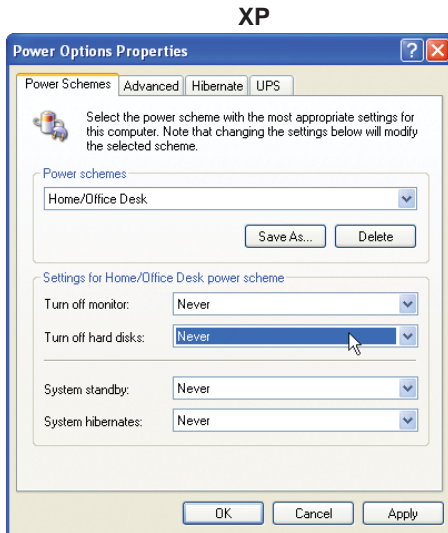 XP
Power Options Properties
Power Schemes Advanced Hibernate UPS
Select the power scheme with the most appropriate settings for
this computer. Note that changing the settings below will modify
the selected scheme.
Power schemes
Home/Office Desk
Save As... Delete
Settings for Home/Office Desk power scheme
Turn off monitor: Never
Turn off hard disks: Never
System standby: Never
System hibernates: Never
OK Cancel Apply